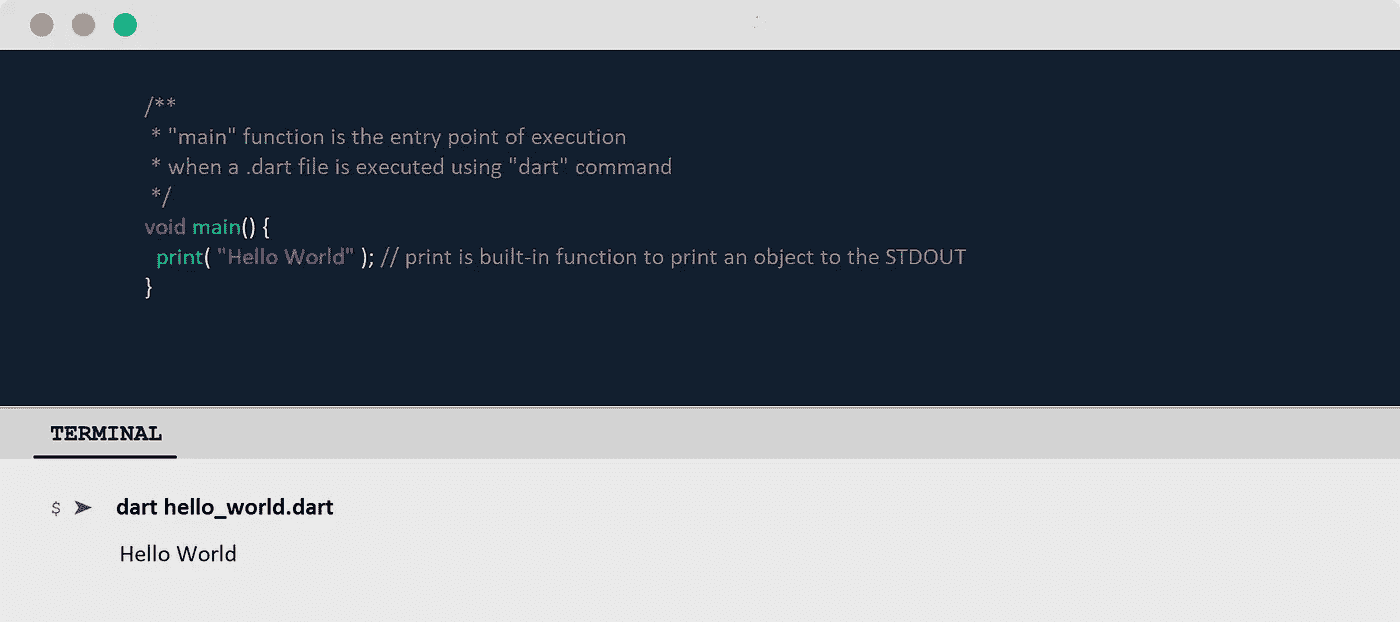 /**
* "main" function is the entry point of execution
* when a .dart file is executed using "dart" command
*/
void main() {
print( "Hello World" ); // print is built-in function to print an object to the STDOUT
}
TERMINAL
$ ➤ dart hello_world.dart
Hello World